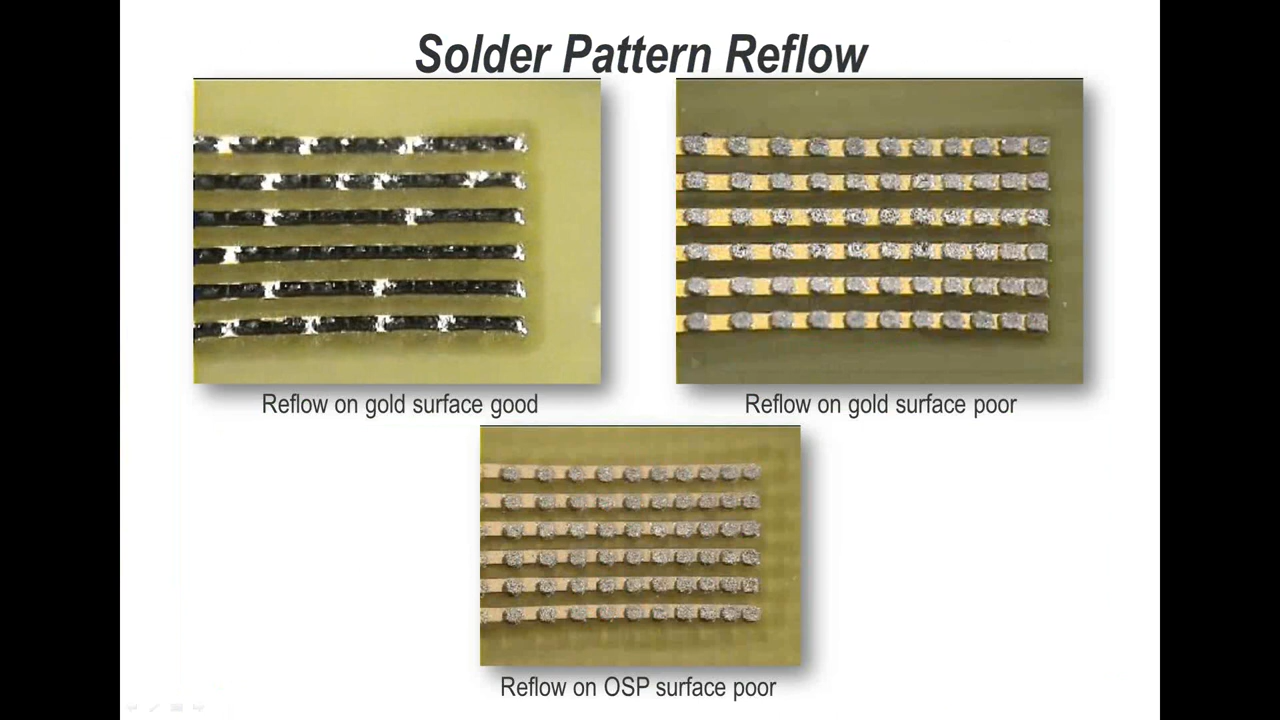 Solder Pattern Reflow
Reflow on gold surface good
Reflow on gold surface poor
Reflow on OSP surface poor